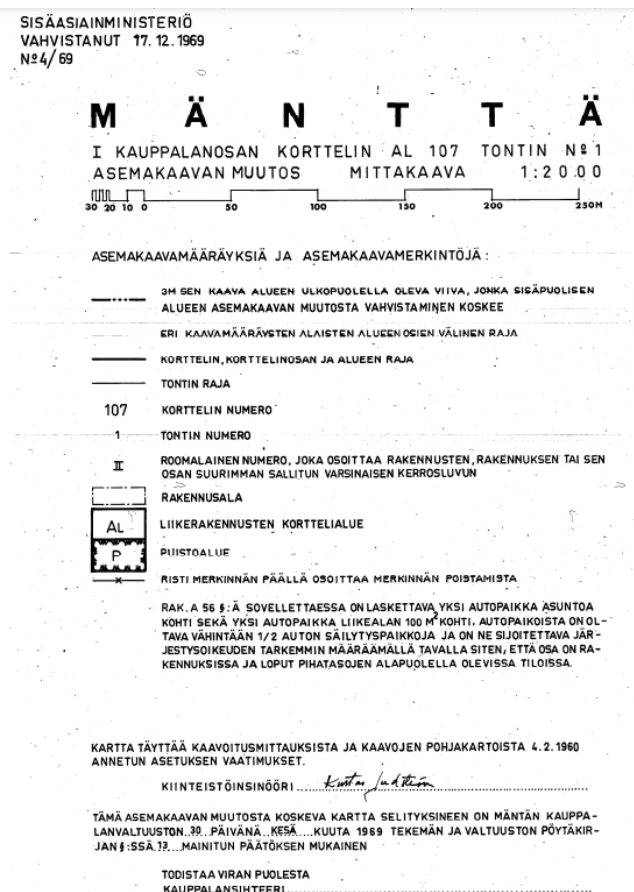 SISÄASIAINMINISTERIÖ
VAHVISTANUT 17.12.1969
Nº 4/69
MÄNTTÄ
I KAUPPALANOSAN KORTTELIN AL 107 TONTIN Nº 1
ASEMAKAAVAN MUUTOS MITTAKAAVA 1:2000
30 20 10 0 50 100 150 200 250M
ASEMAKAAVAMÄÄRÄYKSIÄ JA ASEMAKAAVAMERKINTÖJÄ:
3M SEN KAAVA ALUEEN ULKOPUOLELLA OLEVA VIIVA, JONKA SISÄPUOLISEN
ALUEEN ASEMAKAAVAN MUUTOSTA VAHVISTAMINEN KOSKEE
ERI KAAVAMÄÄRÄYSTEN ALAISTEN ALUEENOSIEN VÄLINEN RAJA
KORTTELIN, KORTTELINOSAN JA ALUEEN RAJA
TONTIN RAJA
107 KORTTELIN NUMERO
1 TONTIN NUMERO
II ROOMALAINEN NUMERO, JOKA OSOITTAA RAKENNUSTEN, RAKENNUKSEN TAI SEN
OSAN SUURIMMAN SALLITUN VARSINAISEN KERROSLUVUN
RAKENNUSALA
AL LIIKERAKENNUSTEN KORTTELIALUE
P PUISTOALUE
RISTI MERKINNÄN PÄÄLLÄ OSOITTAA MERKINNÄN POISTAMISTA
RAK.A 56 §:Ä SOVELLETTAESSA ON LASKETTAVA YKSI AUTOPAIKKA ASUNTOA
KOHTI SEKÄ YKSI AUTOPAIKKA LIIKEALAN 100 M² KOHTI. AUTOPAIKOISTA ON OL-
TAVA VÄHINTÄÄN 1/2 AUTON SÄILYTYSPAIKKOJA JA ON NE SIJOITETTAVA JÄR-
JESTYSOIKEUDEN TARKEMMIN MÄÄRÄÄMÄLLÄ TAVALLA SITEN, ETTÄ OSA ON RA-
KENNUKSISSA JA LOPUT PIHATASOJEN ALAPUOLELLA OLEVISSA TILOISSA.
KARTTA TÄYTTÄÄ KAAVOITUSMITTAUKSISTA JA KAAVOJEN POHJAKARTOISTA 4.2.1960
ANNETUN ASETUKSEN VAATIMUKSET.
KIINTEISTÖINSINÖÖRI
TÄMÄ ASEMAKAAVAN MUUTOSTA KOSKEVA KARTTA SELITYKSINEEN ON MÄNTÄN KAUPPA-
LANVALTUUSTON 30 PÄIVÄNÄ KESÄ KUUTA 1969 TEKEMÄN JA VALTUUSTON PÖYTÄKIR-
JAN §:SSÄ 13 MAINITUN PÄÄTÖKSEN MUKAINEN
TODISTAA VIRAN PUOLESTA
KAUPPALANSIHTEERI